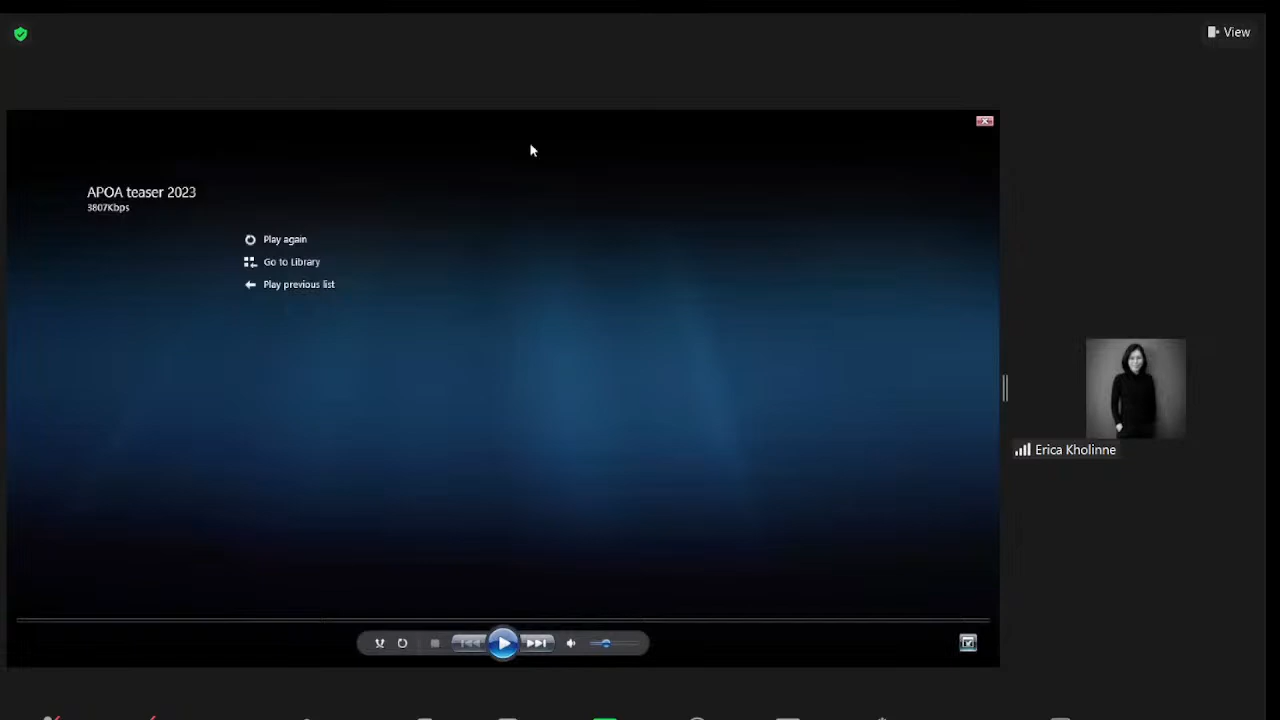 View
APOA teaser 2023
3807Kbps
Play again
Go to Library
Play previous list
Erica Kholinne